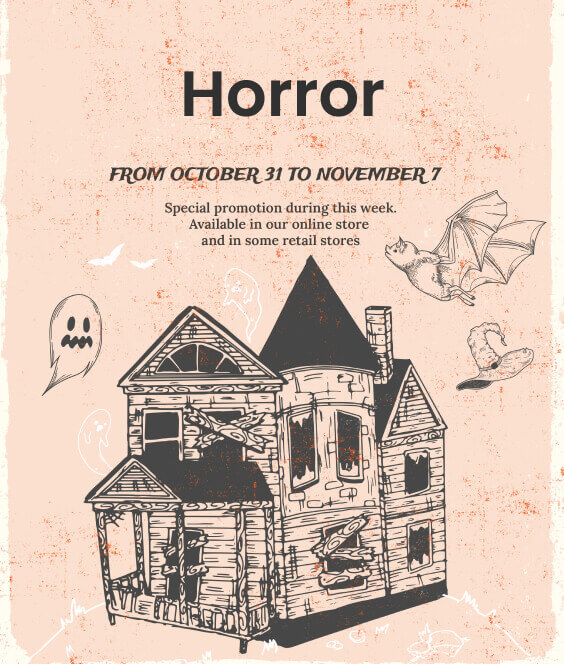 Horror
FROM OCTOBER 31 TO NOVEMBER 7
Special promotion during this week.
Available in our online store
and in some retail stores